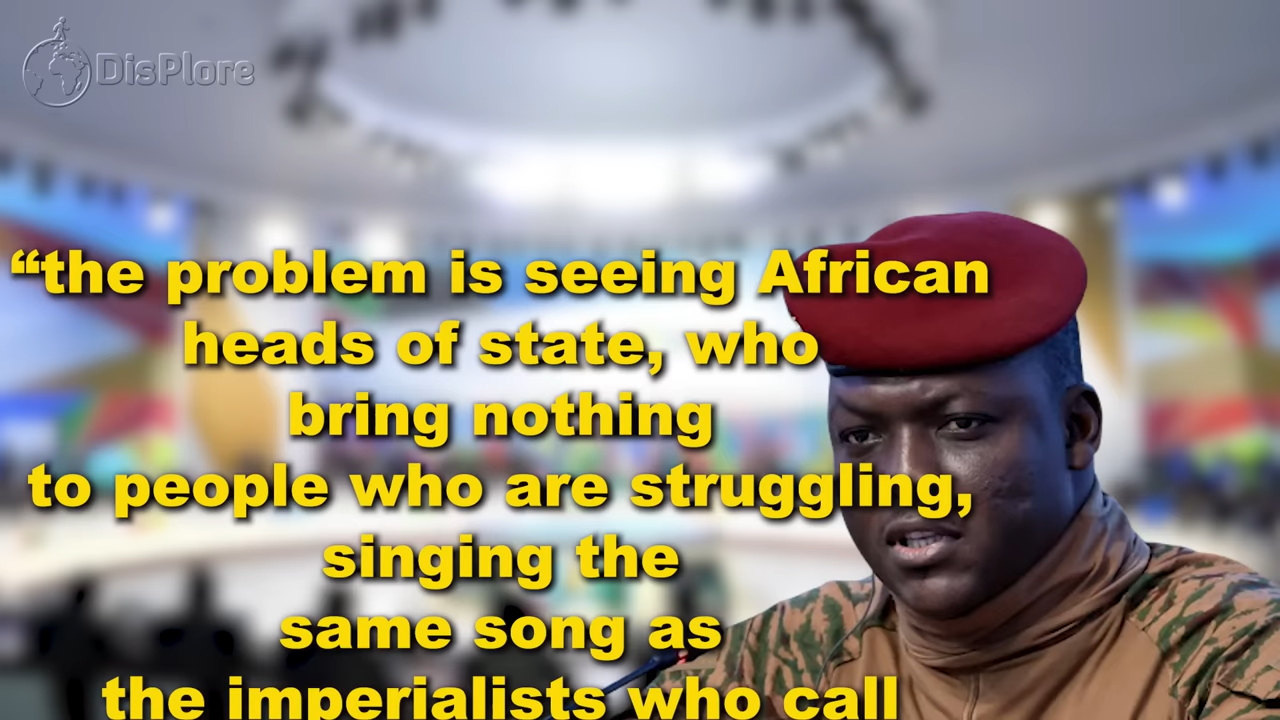 DisPlore
“the problem is seeing African
heads of state, who
bring nothing
to people who are struggling,
singing the
same song as
the imperialists who call